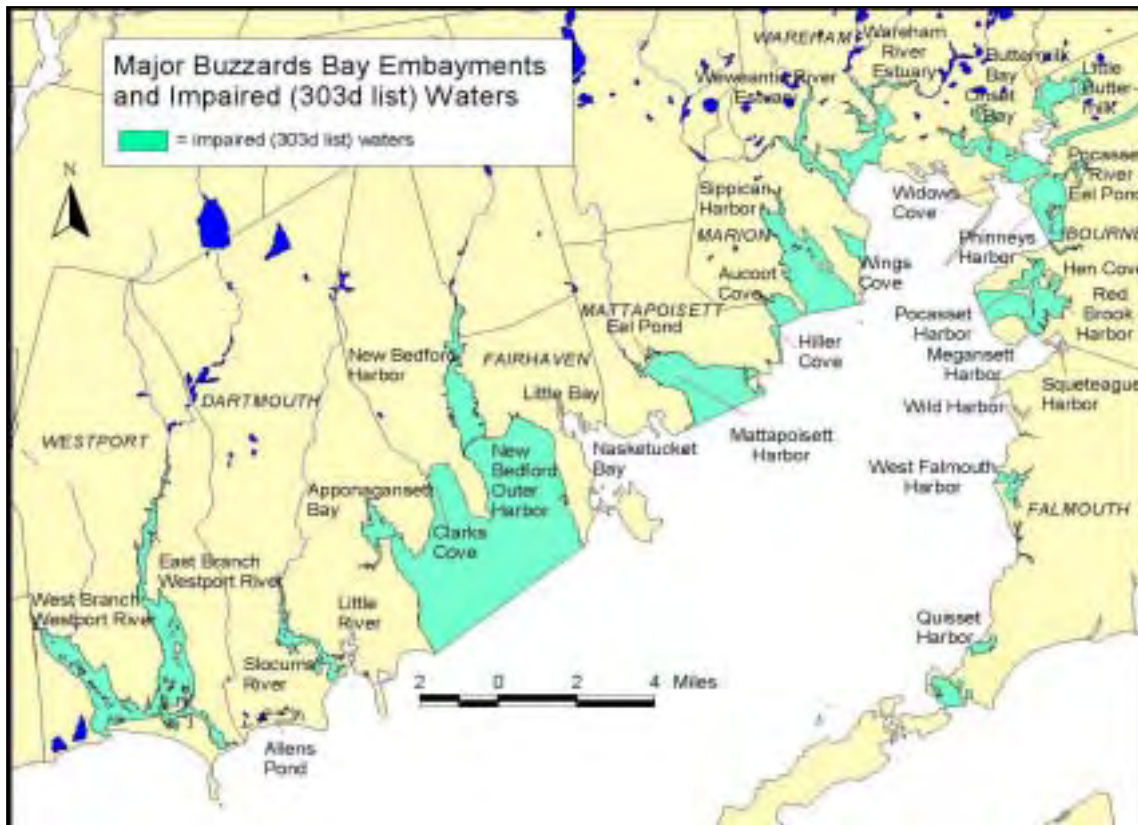 Major Buzzards Bay Embayments
and Impaired (303d list) Waters
= impaired (303d list) waters
N
WAREHAM
Wareham
River
Estuary
Buttermilk
Bay
Little
Butter-
milk
Weweantic River
Estuary
Onset
Bay
Pocasset
River
Eel Pond
Sippican
Harbor
Widows
Cove
MARION
Phinneys
Harbor
BOURNE
Aucoot
Cove
Wings
Cove
Hen Cove
Red
Brook
Harbor
MATTAPOISETT
Eel Pond
Pocasset
Harbor
Hiller
Cove
Megansett
Harbor
New Bedford
Harbor
FAIRHAVEN
Squeteague
Harbor
Little Bay
Wild Harbor
DARTMOUTH
WESTPORT
Mattapoisett
Harbor
Nasketucket
Bay
New
Bedford
Outer
Harbor
West Falmouth
Harbor
Apponagansett
Bay
FALMOUTH
Clarks
Cove
East Branch
Westport River
West Branch
Westport River
Little
River
Quisset
Harbor
Slocums
River
2 0 2 4 Miles
Allens
Pond